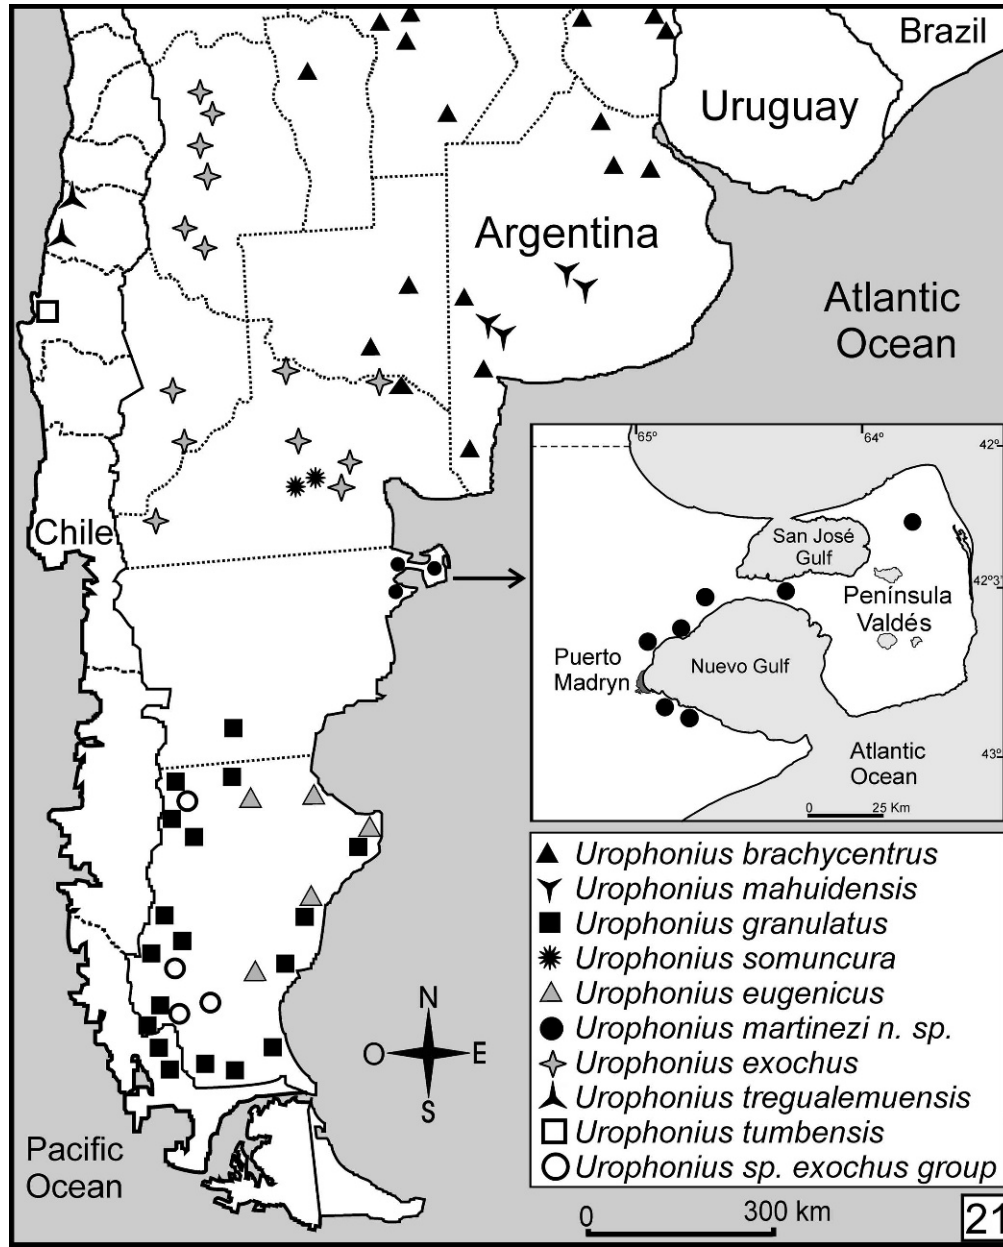 Brazil
Uruguay
Argentina
Atlantic
Ocean
65º
64º
42º
Chile
San José
Gulf
42º3'
Península
Valdés
Puerto
Madryn
Nuevo Gulf
Atlantic
Ocean
43º
0 25 Km
Urophonius brachycentrus
Urophonius mahuidensis
Urophonius granulatus
Urophonius somuncura
Urophonius eugenicus
Urophonius martinezi n. sp.
Urophonius exochus
Urophonius tregualemuensis
Urophonius tumbensis
Urophonius sp. exochus group
N
O E
S
Pacific
Ocean
0 300 km
21